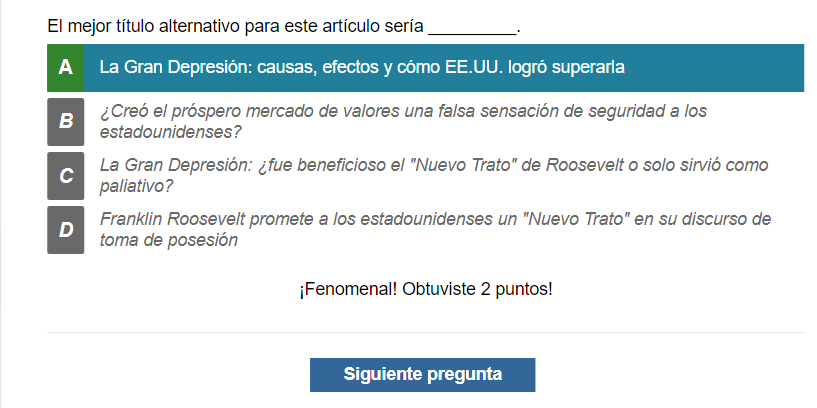 El mejor título alternativo para este artículo sería _________.
A La Gran Depresión: causas, efectos y cómo EE.UU. logró superarla
B ¿Creó el próspero mercado de valores una falsa sensación de seguridad a los
estadounidenses?
C La Gran Depresión: ¿fue beneficioso el "Nuevo Trato" de Roosevelt o solo sirvió como
paliativo?
D Franklin Roosevelt promete a los estadounidenses un "Nuevo Trato" en su discurso de
toma de posesión
¡Fenomenal! Obtuviste 2 puntos!
Siguiente pregunta